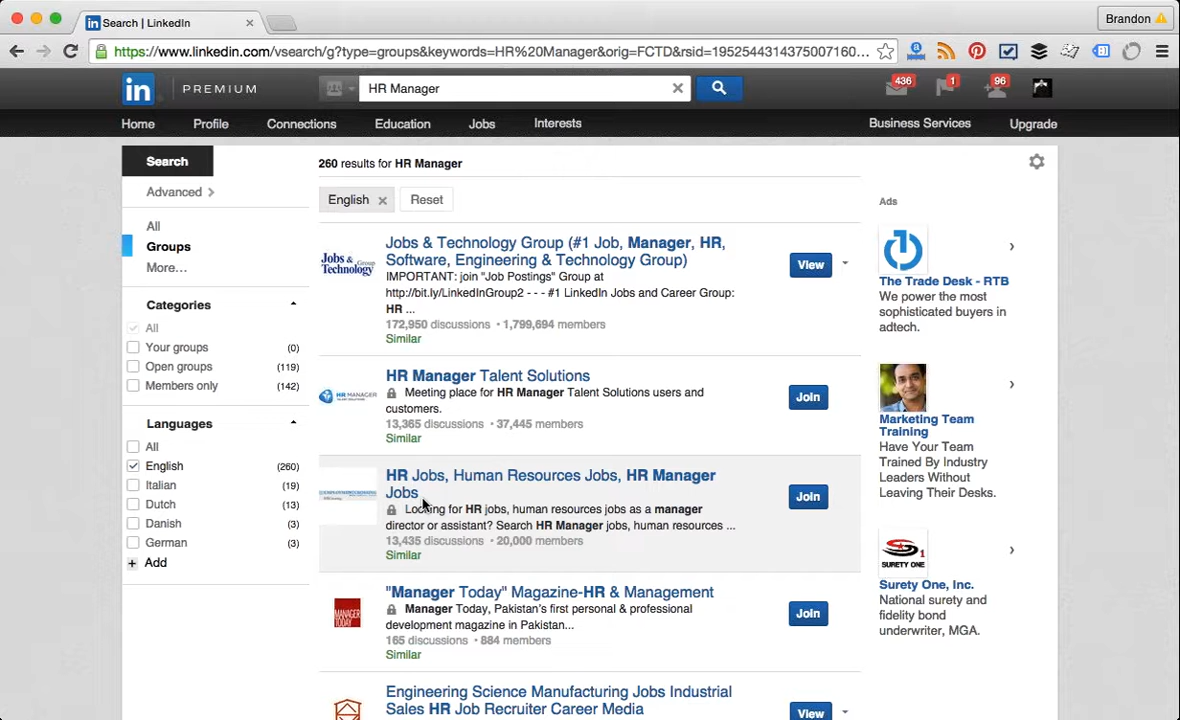 Search | LinkedIn
Brandon
https://www.linkedin.com/vsearch/g?type=groups&keywords=HR%20Manager&orig=FCTD&rsid=1952544314375007160...
in PREMIUM
HR Manager
436
1
96
Home Profile Connections Education Jobs Interests
Business Services Upgrade
Search
Advanced
All
Groups
More...
Categories
All
Your groups (0)
Open groups (119)
Members only (142)
Languages
All
English (260)
Italian (19)
Dutch (13)
Danish (3)
German (3)
Add
260 results for HR Manager
English
Reset
Jobs & Technology Group
Jobs & Technology Group (#1 Job, Manager, HR,
Software, Engineering & Technology Group)
IMPORTANT: join "Job Postings" Group at
http://bit.ly/LinkedInGroup2 - - - #1 LinkedIn Jobs and Career Group:
HR ...
172,950 discussions • 1,799,694 members
Similar
View
HR MANAGER
HR Manager Talent Solutions
Meeting place for HR Manager Talent Solutions users and
customers.
13,365 discussions • 37,445 members
Similar
Join
HR Jobs, Human Resources Jobs, HR Manager
Jobs
Looking for HR jobs, human resources jobs as a manager
director or assistant? Search HR Manager jobs, human resources ...
13,435 discussions • 20,000 members
Similar
Join
MANAGER
TODAY
"Manager Today" Magazine-HR & Management
Manager Today, Pakistan's first personal & professional
development magazine in Pakistan...
165 discussions • 884 members
Similar
Join
Engineering Science Manufacturing Jobs Industrial
Sales HR Job Recruiter Career Media
View
Ads
The Trade Desk - RTB
We power the most
sophisticated buyers in
adtech.
Marketing Team
Training
Have Your Team
Trained By Industry
Leaders Without
Leaving Their Desks.
SURETY ONE
Surety One, Inc.
National surety and
fidelity bond
underwriter, MGA.